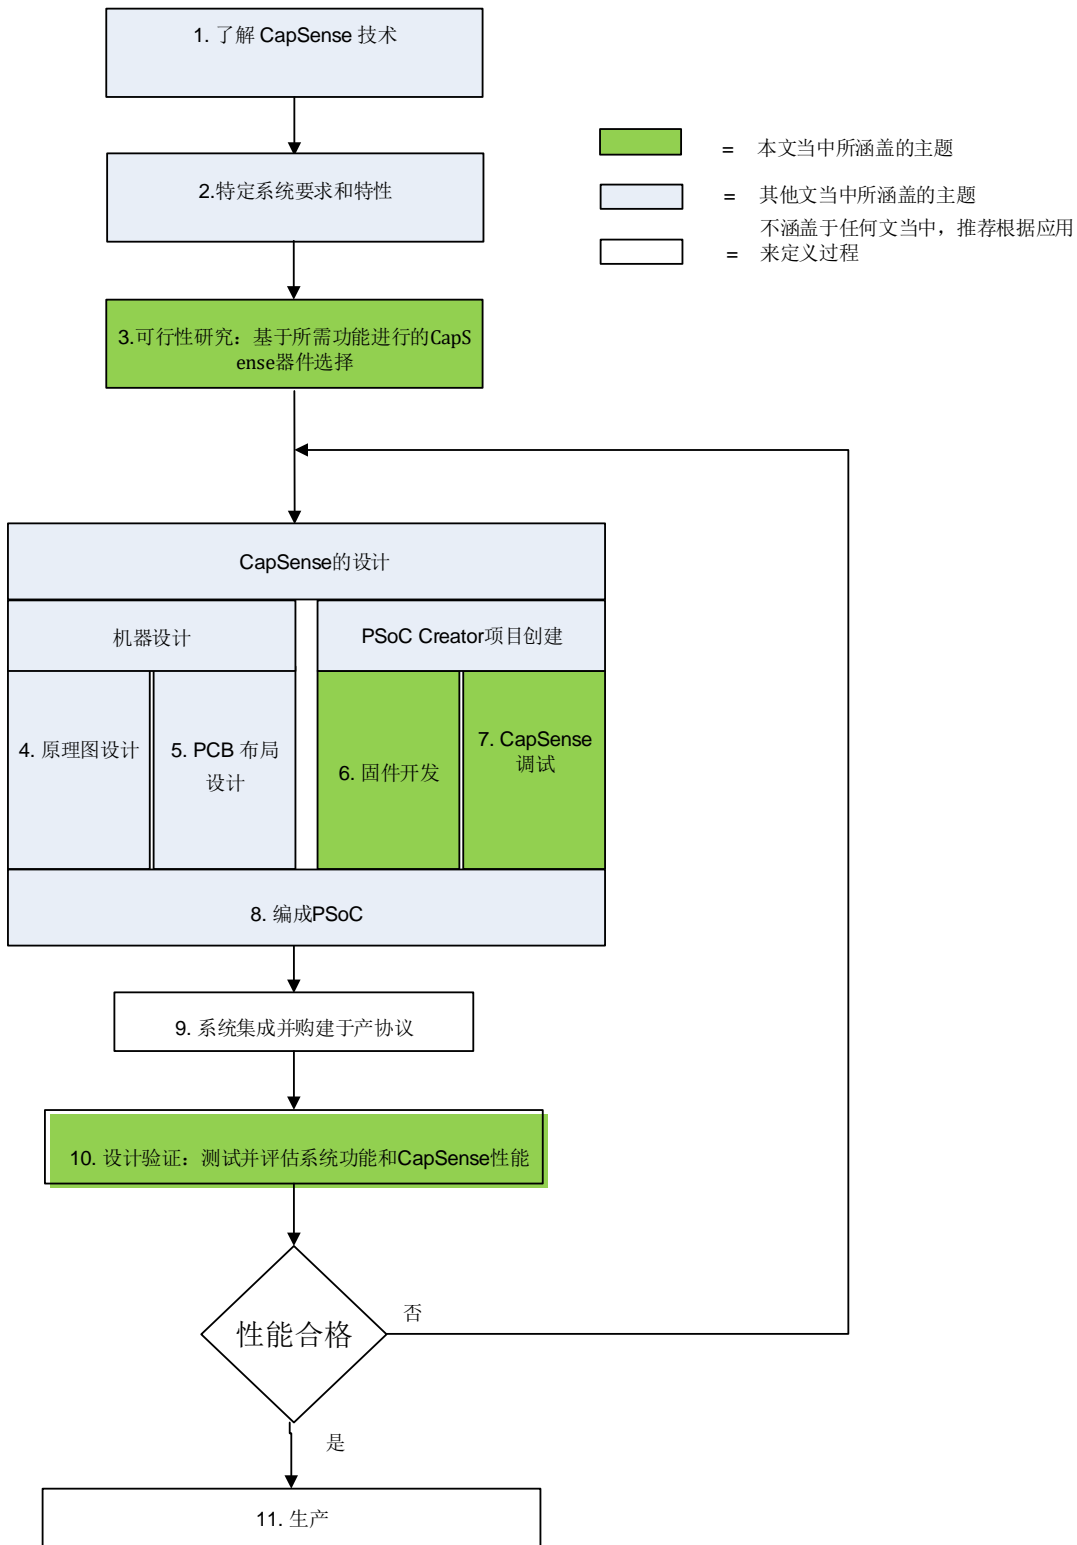 1. 了解 CapSense 技术
= 本文当中所涵盖的主题
2.特定系统要求和特性
= 其他文当中所涵盖的主题
不涵盖于任何文当中，推荐根据应用
= 来定义过程
3.可行性研究：基于所需功能进行的CapS
ense器件选择
CapSense的设计
机器设计
PSoC Creator项目创建
4. 原理图设计
5. PCB 布局
设计
6. 固件开发
7. CapSense
调试
8. 编成PSoC
9. 系统集成并购建于产协议
10. 设计验证：测试并评估系统功能和CapSense性能
性能合格
否
是
11. 生产